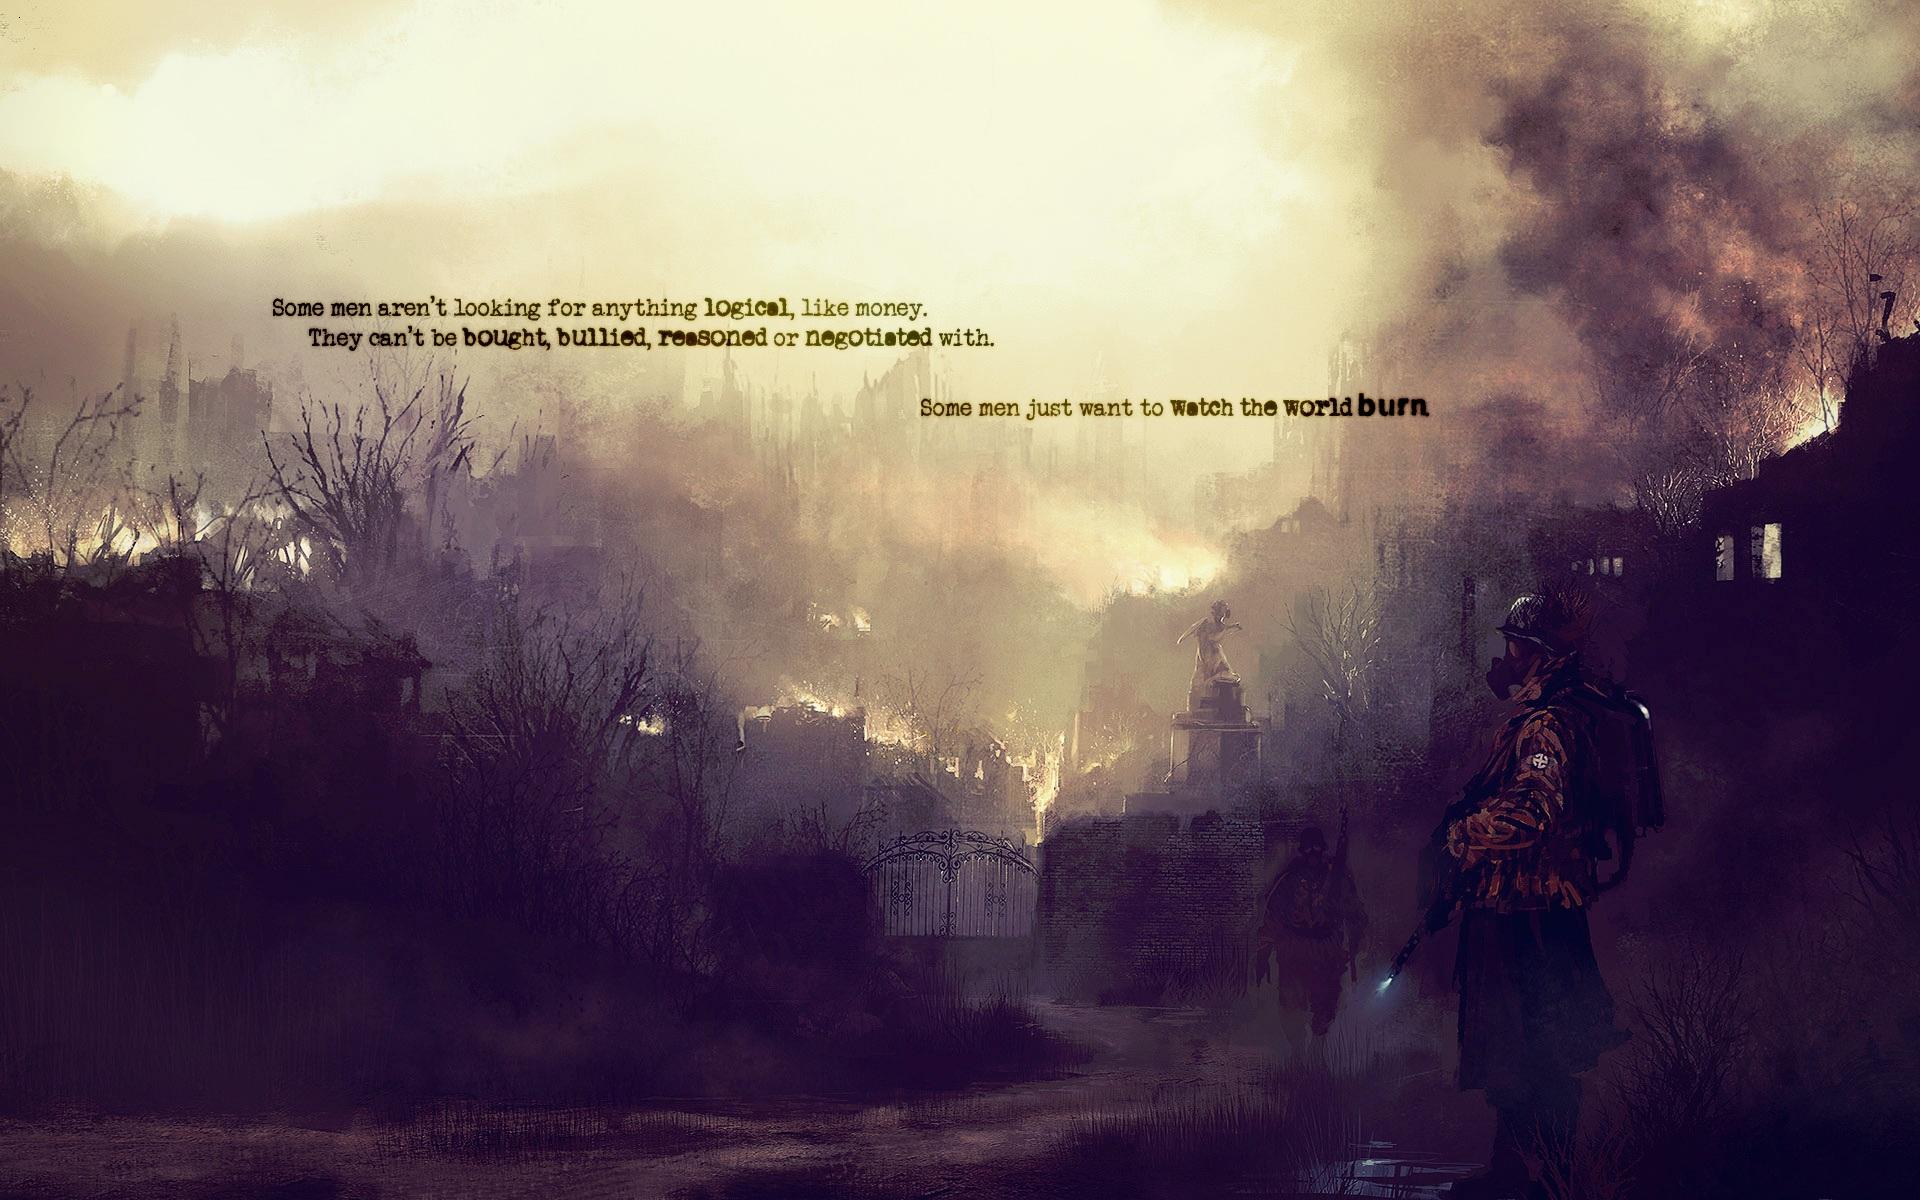 Some men aren't looking for anything logical, like money.
They can't be bought, bullied, reasoned or negotiated with.
Some men just want to watch the world burn